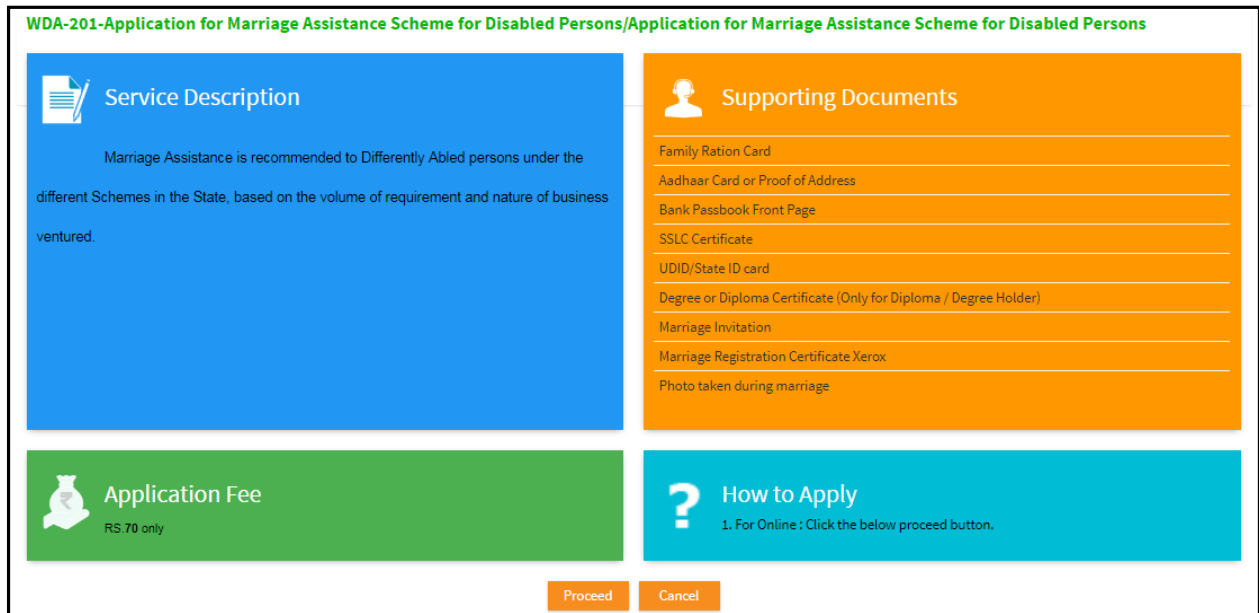 WDA-201-Application for Marriage Assistance Scheme for Disabled Persons/Application for Marriage Assistance Scheme for Disabled Persons
Service Description
Marriage Assistance is recommended to Differently Abled persons under the
different Schemes in the State, based on the volume of requirement and nature of business
ventured.
Supporting Documents
Family Ration Card
Aadhaar Card or Proof of Address
Bank Passbook Front Page
SSLC Certificate
UDID/State ID card
Degree or Diploma Certificate (Only for Diploma / Degree Holder)
Marriage Invitation
Marriage Registration Certificate Xerox
Photo taken during marriage
₹
Application Fee
RS.70 only
?
How to Apply
1. For Online : Click the below proceed button.
Proceed
Cancel